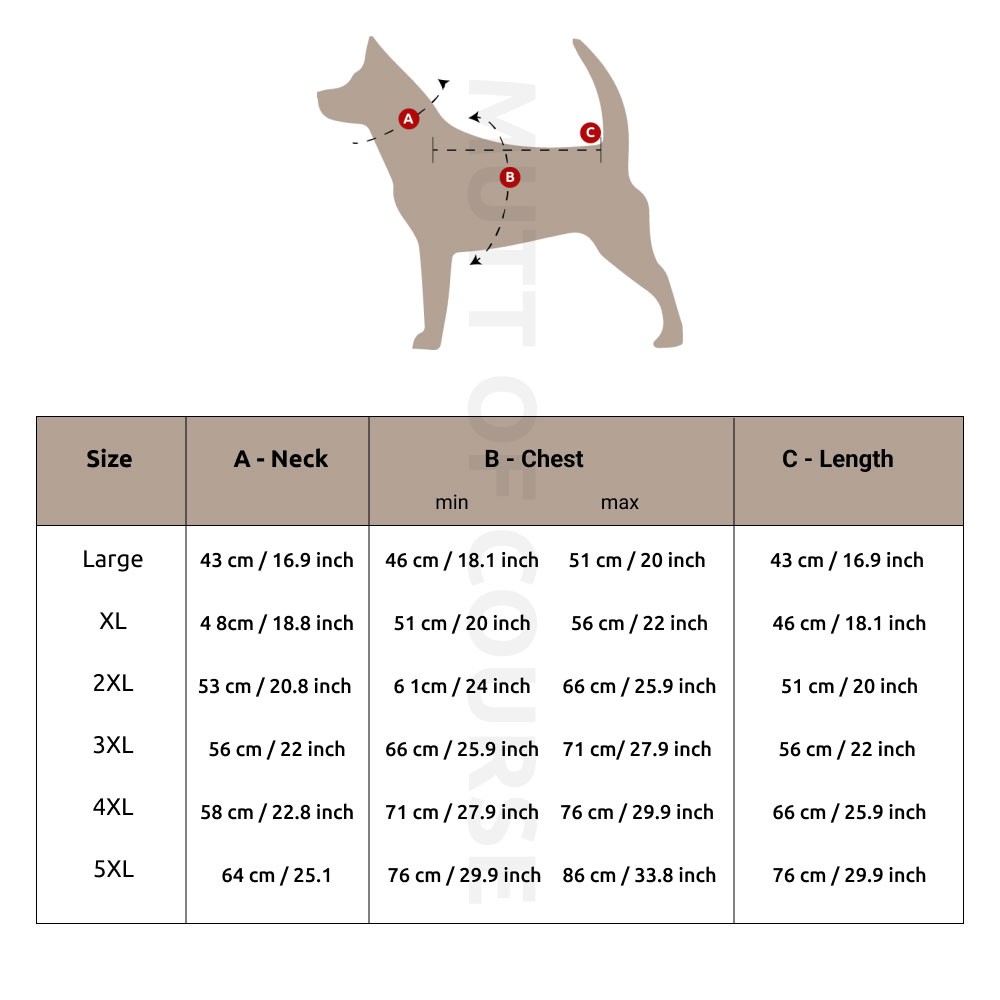 A
B
C
MUTT OF COURSE
Size A - Neck B - Chest C - Length
min max
Large 43 cm / 16.9 inch 46 cm / 18.1 inch 51 cm / 20 inch 43 cm / 16.9 inch
XL 4 8cm / 18.8 inch 51 cm / 20 inch 56 cm / 22 inch 46 cm / 18.1 inch
2XL 53 cm / 20.8 inch 6 1cm / 24 inch 66 cm / 25.9 inch 51 cm / 20 inch
3XL 56 cm / 22 inch 66 cm / 25.9 inch 71 cm/ 27.9 inch 56 cm / 22 inch
4XL 58 cm / 22.8 inch 71 cm / 27.9 inch 76 cm / 29.9 inch 66 cm / 25.9 inch
5XL 64 cm / 25.1 76 cm / 29.9 inch 86 cm / 33.8 inch 76 cm / 29.9 inch